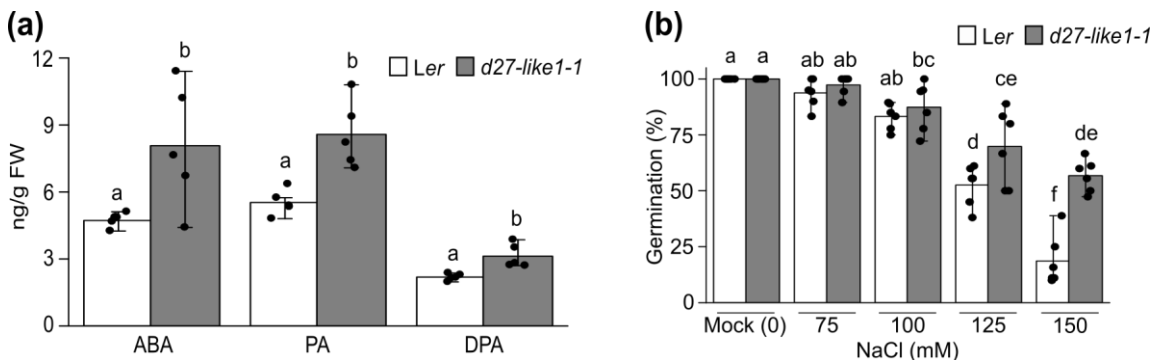 (a)
ng/g FW
12
9
6
3
0
Ler d27-like1-1
a b a b a b
ABA PA DPA
(b)
Germination (%)
100
75
50
25
0
Ler d27-like1-1
a a ab ab ab bc d ce f de
Mock (0) 75 100 125 150
NaCl (mM)